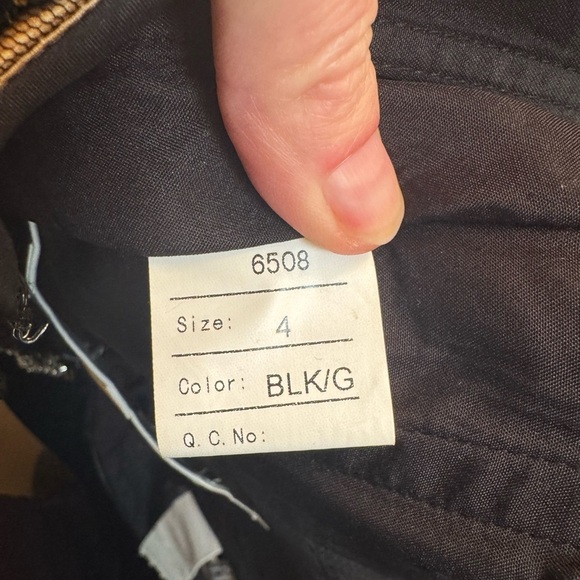 6508
Size: 4
Color: BLK/G
Q.C.No: